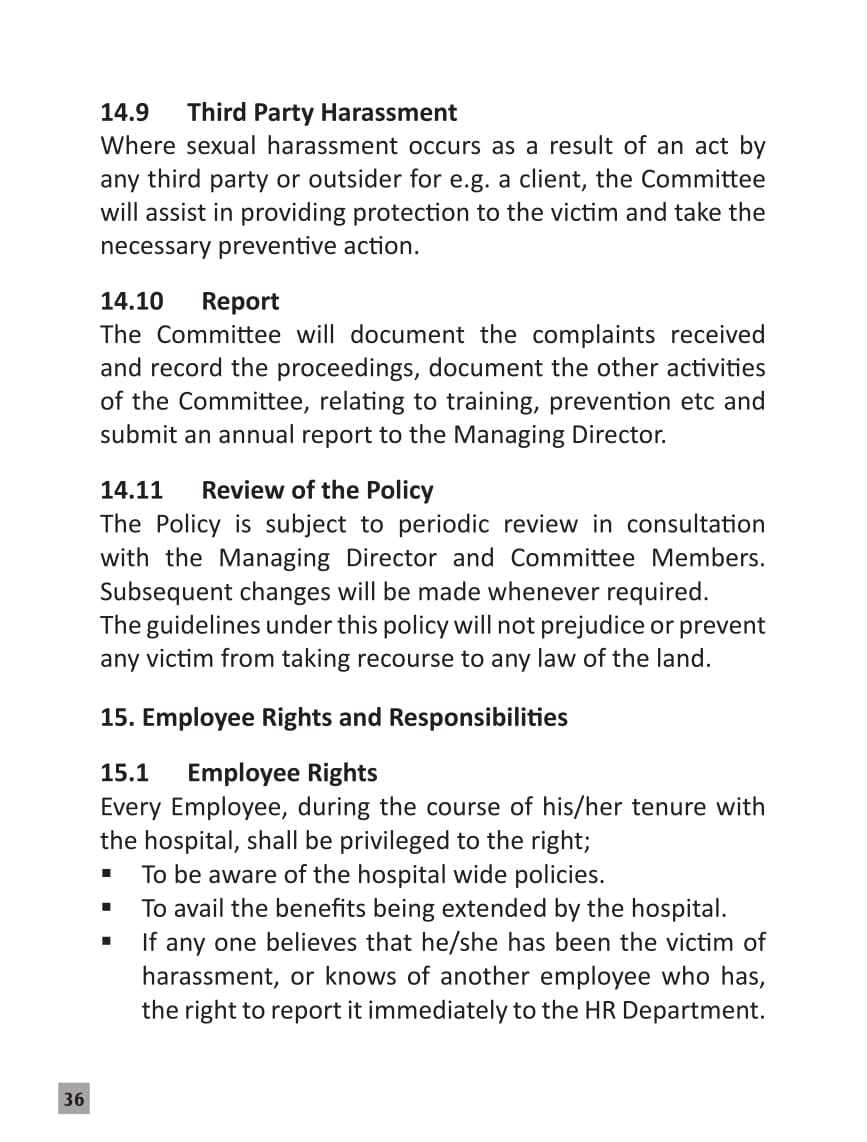 14.9 Third Party Harassment
Where sexual harassment occurs as a result of an act by
any third party or outsider for e.g. a client, the Committee
will assist in providing protection to the victim and take the
necessary preventive action.
14.10 Report
The Committee will document the complaints received
and record the proceedings, document the other activities
of the Committee, relating to training, prevention etc and
submit an annual report to the Managing Director.
14.11 Review of the Policy
The Policy is subject to periodic review in consultation
with the Managing Director and Committee Members.
Subsequent changes will be made whenever required.
The guidelines under this policy will not prejudice or prevent
any victim from taking recourse to any law of the land.
15. Employee Rights and Responsibilities
15.1 Employee Rights
Every Employee, during the course of his/her tenure with
the hospital, shall be privileged to the right;
▪ To be aware of the hospital wide policies.
▪ To avail the benefits being extended by the hospital.
▪ If any one believes that he/she has been the victim of
harassment, or knows of another employee who has,
the right to report it immediately to the HR Department.
36